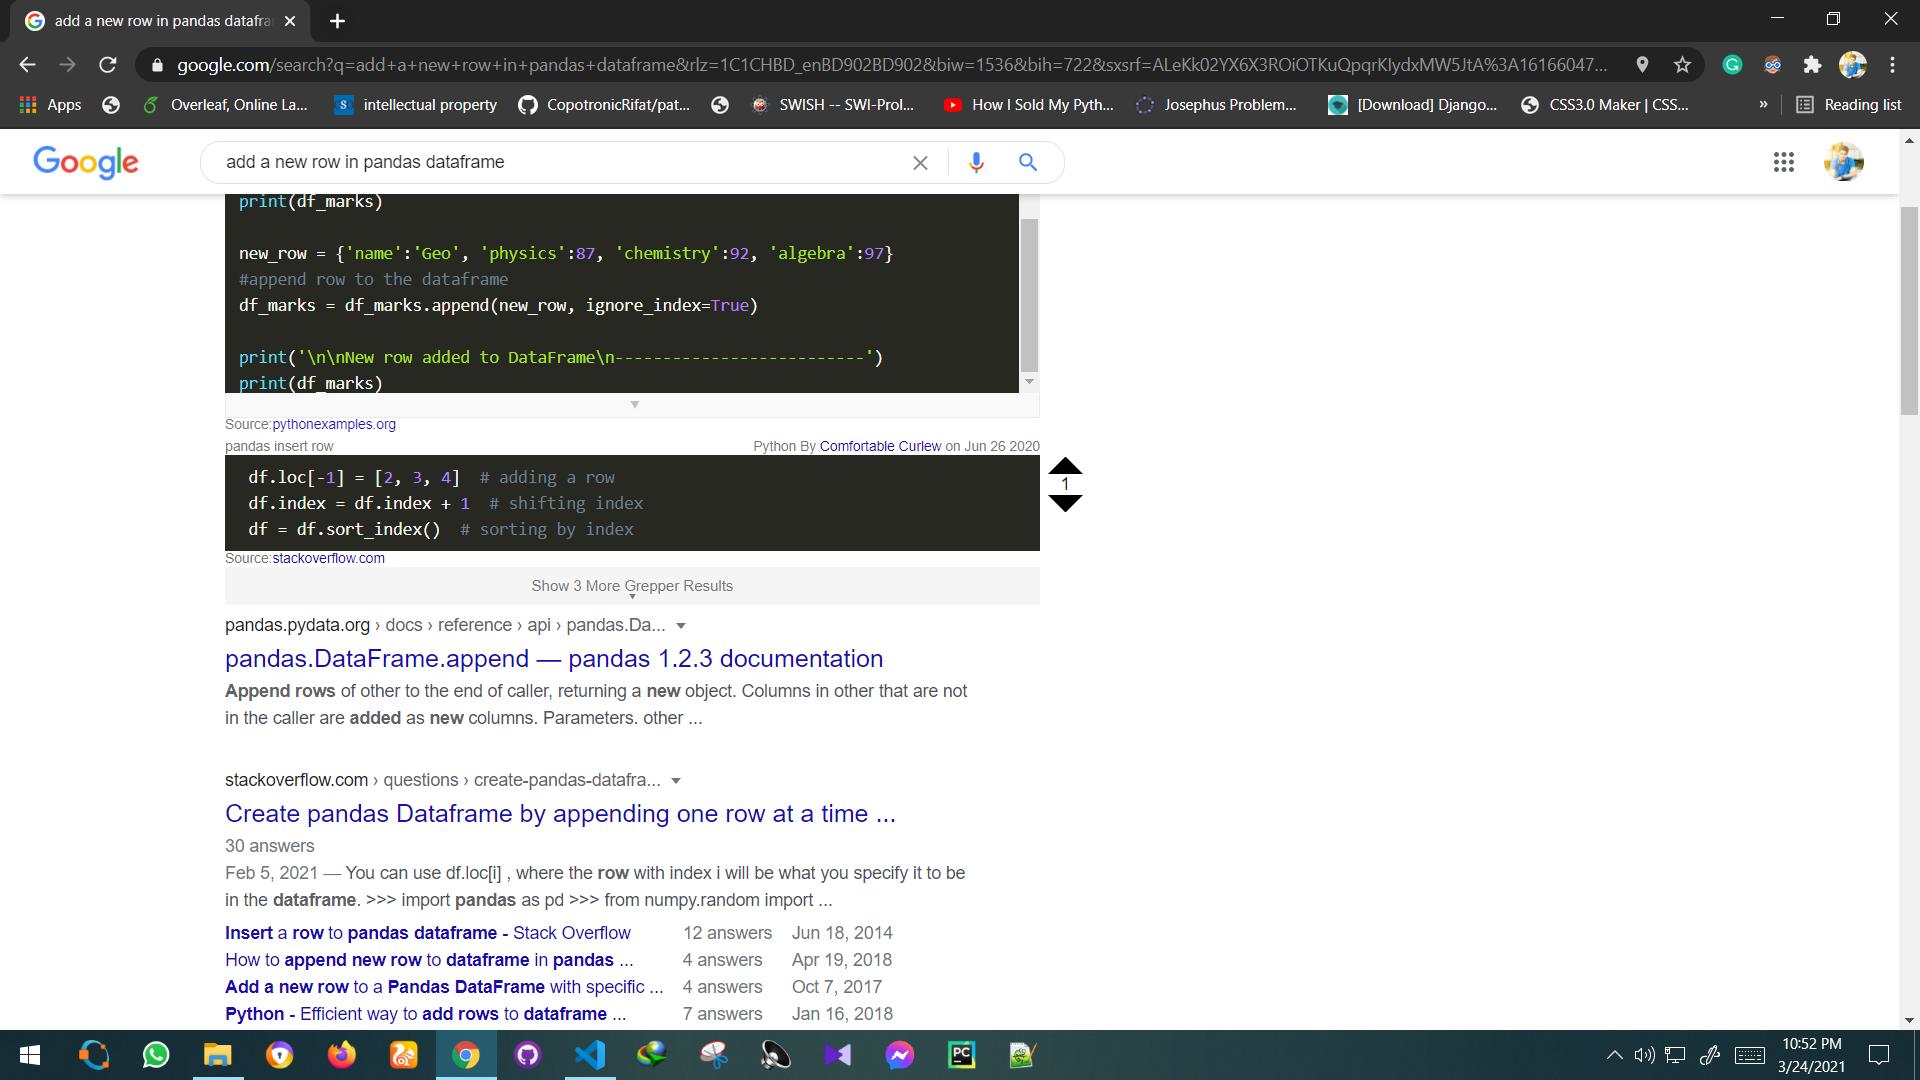 add a new row in pandas datafra
google.com/search?q=add+a+new+row+in+pandas+dataframe&rlz=1C1CHBD_enBD902BD902&biw=1536&bih=722&sxsrf=ALeKk02YX6X3ROiOTKuQpqrKIydxMW5JtA%3A16166047...
Apps Overleaf, Online La... intellectual property CopotronicRifat/pat... SWISH -- SWI-Prol... How I Sold My Pyth... Josephus Problem... [Download] Django... CSS3.0 Maker | CSS... » Reading list
Google add a new row in pandas dataframe
print(df_marks)
new_row = {'name':'Geo', 'physics':87, 'chemistry':92, 'algebra':97}
#append row to the dataframe
df_marks = df_marks.append(new_row, ignore_index=True)
print('\n\nNew row added to DataFrame\n--------------------------')
print(df_marks)
Source:pythonexamples.org
pandas insert row Python By Comfortable Curlew on Jun 26 2020
df.loc[-1] = [2, 3, 4]  # adding a row
df.index = df.index + 1  # shifting index
df = df.sort_index()  # sorting by index
1
Source:stackoverflow.com
Show 3 More Grepper Results
pandas.pydata.org › docs › reference › api › pandas.Da...
pandas.DataFrame.append — pandas 1.2.3 documentation
Append rows of other to the end of caller, returning a new object. Columns in other that are not
in the caller are added as new columns. Parameters. other ...
stackoverflow.com › questions › create-pandas-datafra...
Create pandas Dataframe by appending one row at a time ...
30 answers
Feb 5, 2021 — You can use df.loc[i] , where the row with index i will be what you specify it to be
in the dataframe. >>> import pandas as pd >>> from numpy.random import ...
Insert a row to pandas dataframe - Stack Overflow 12 answers Jun 18, 2014
How to append new row to dataframe in pandas ... 4 answers Apr 19, 2018
Add a new row to a Pandas DataFrame with specific ... 4 answers Oct 7, 2017
Python - Efficient way to add rows to dataframe ... 7 answers Jan 16, 2018
10:52 PM
3/24/2021